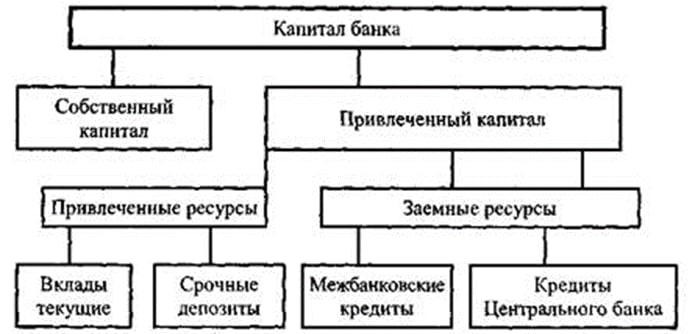 Капитал банка
Собственный
капитал
Привлеченный капитал
Привлеченные ресурсы
Заемные ресурсы
Вклады
текущие
Срочные
депозиты
Межбанковские
кредиты
Кредиты
Центрального банка